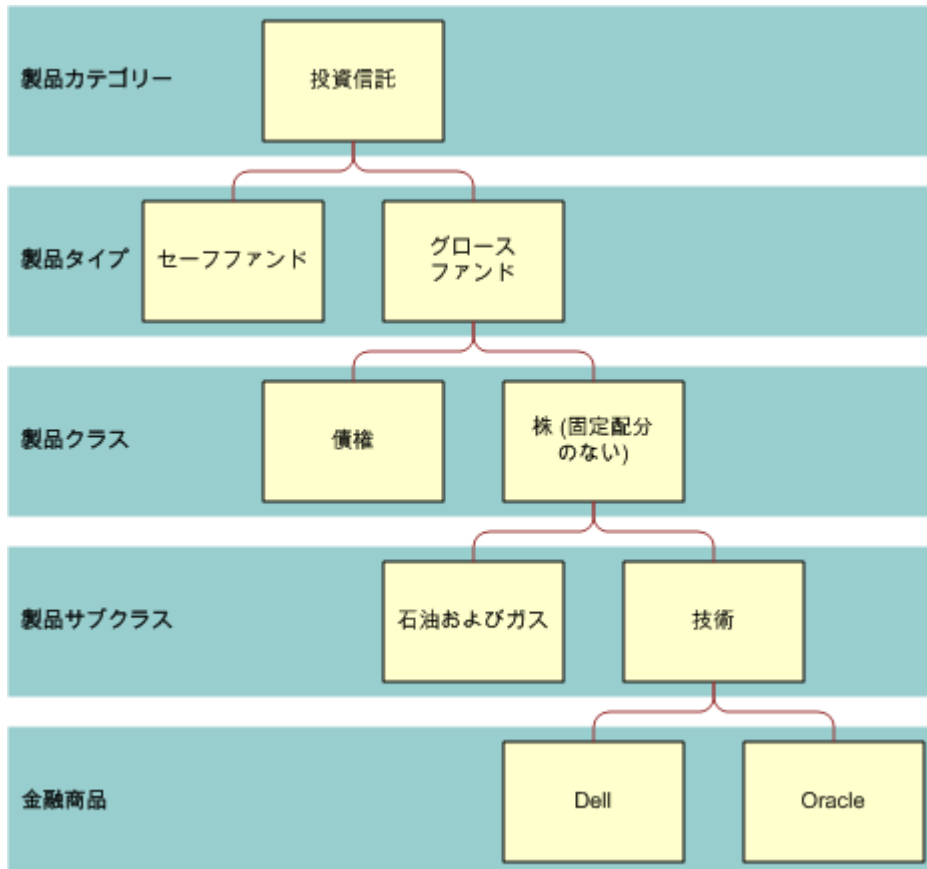 製品カテゴリー
投資信託
製品タイプ
セーフファンド
グロース
ファンド
製品クラス
債権
株 (固定配分
のない)
製品サブクラス
石油およびガス
技術
金融商品
Dell
Oracle